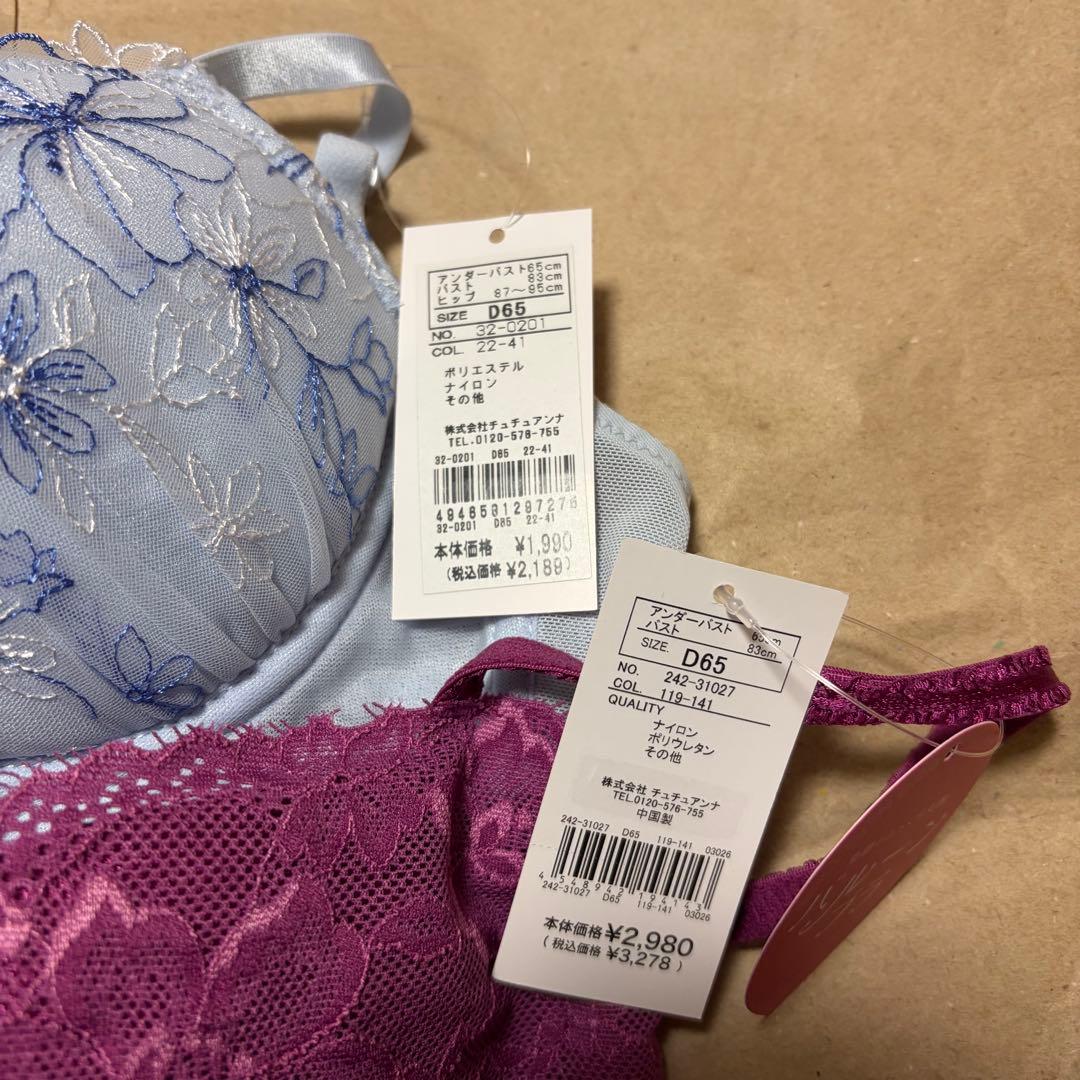 アンダーバスト65cm
バスト 83cm
ヒップ 87〜95cm
SIZE D65
NO. 32-0201
COL. 22-41
ポリエステル
ナイロン
その他
株式会社チュチュアンナ
TEL.0120-576-755
32-0201 D65 22-41
4946501297276
32-0201 D65 22-41
本体価格 ¥1,990
(税込価格 ¥2,189)
アンダーバスト 65cm
バスト 83cm
SIZE. D65
NO. 242-31027
COL. 119-141
QUALITY
ナイロン
ポリウレタン
その他
株式会社 チュチュアンナ
TEL.0120-576-755
中国製
242-31027 D65 119-141 03026
4548942194143
242-31027 D65 119-141 03026
本体価格¥2,980
(税込価格 ¥3,278)